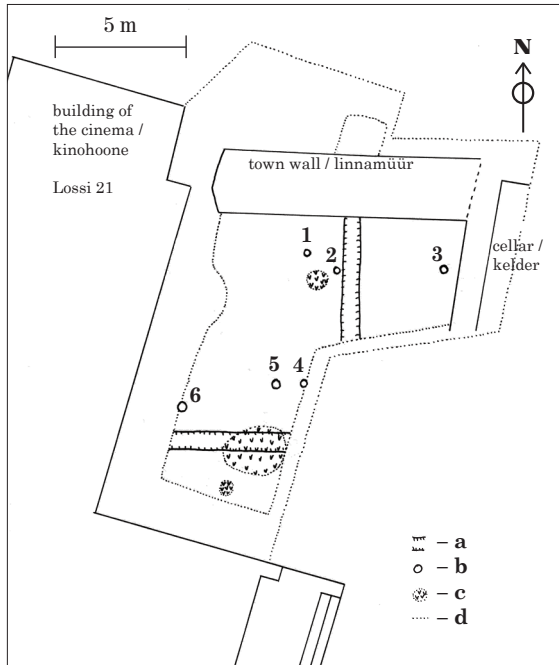 5 m
N
building of
the cinema /
kinohoone
Lossi 21
town wall / linnamüür
cellar /
kelder
1
2
3
5
4
6
– a
– b
– c
– d